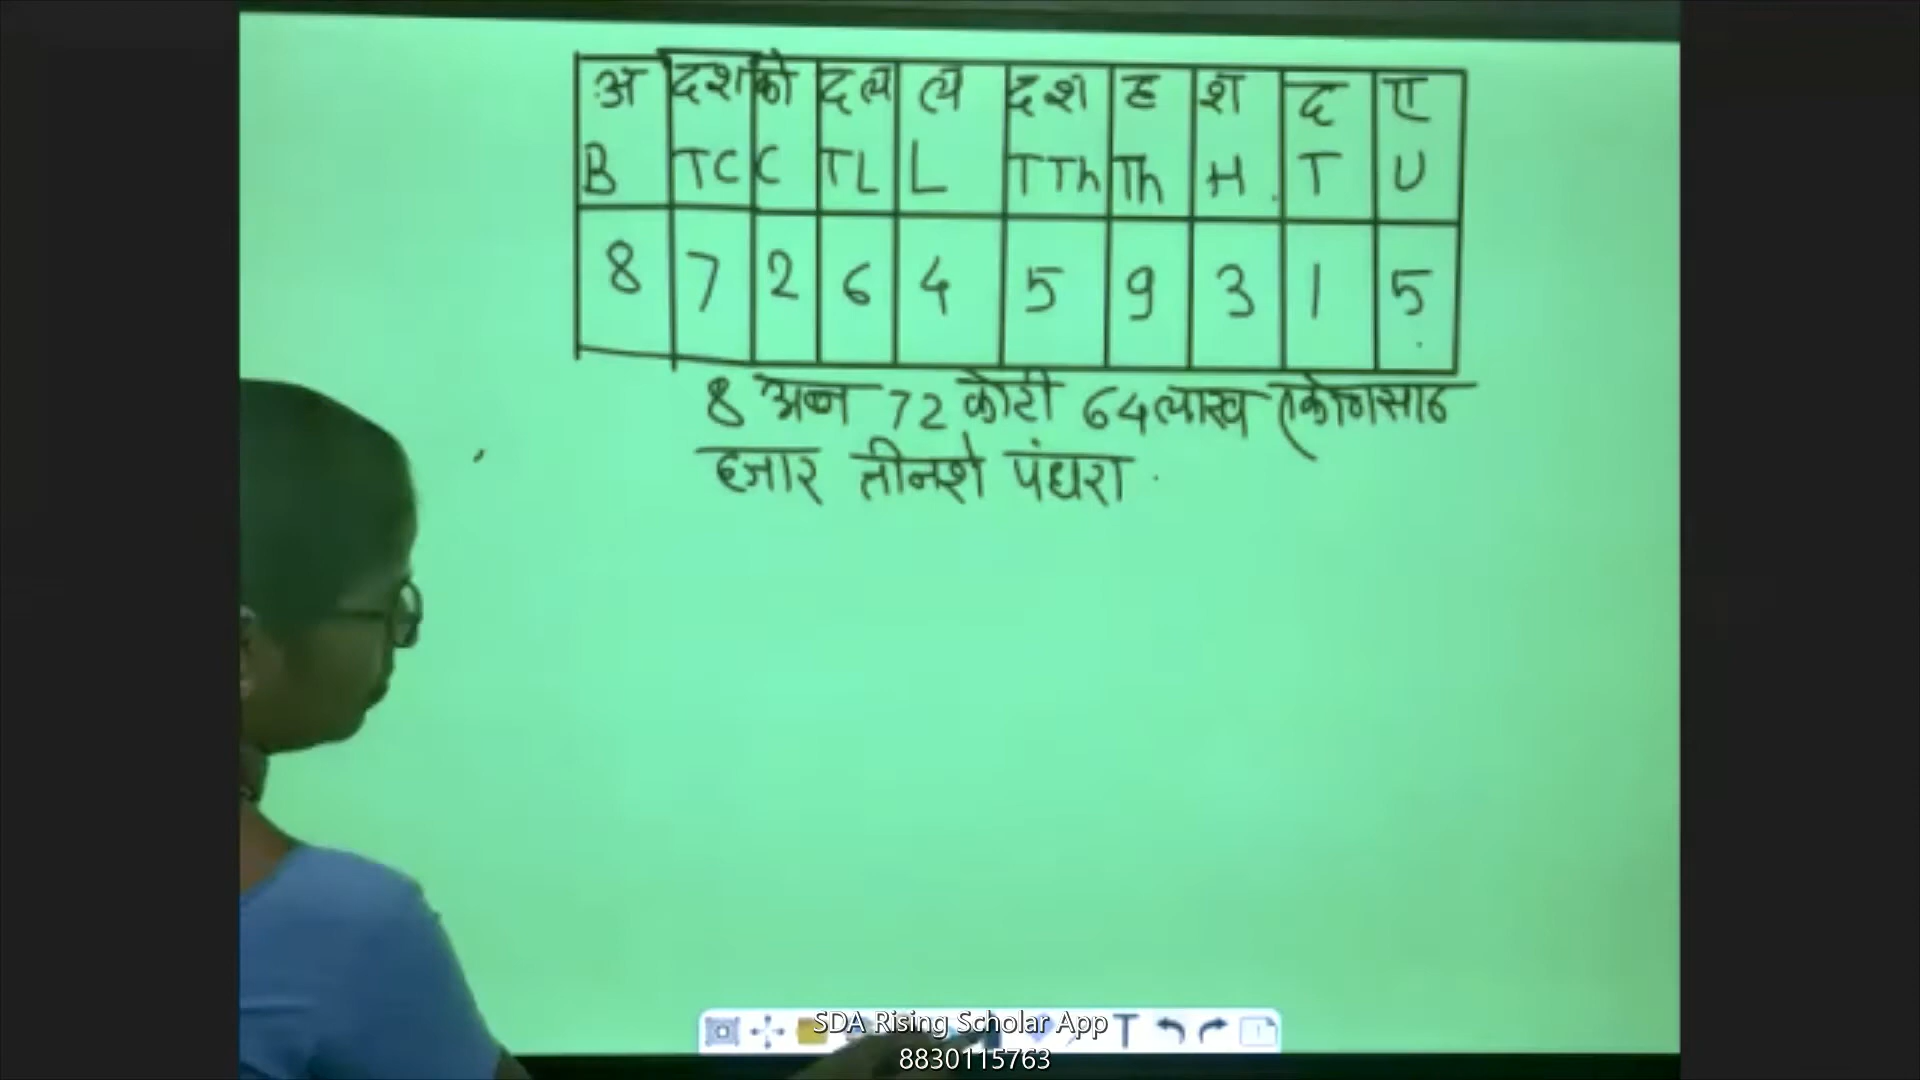 अ दश को दल ल दश ह श द ए
B TC C TL L TTh Th H T U
8 7 2 6 4 5 9 3 1 5
8 अब्ज 72 कोटी 64 लाख एकोणसाठ
हजार तीनशे पंधरा
T
SDA Rising Scholar App
8830115763